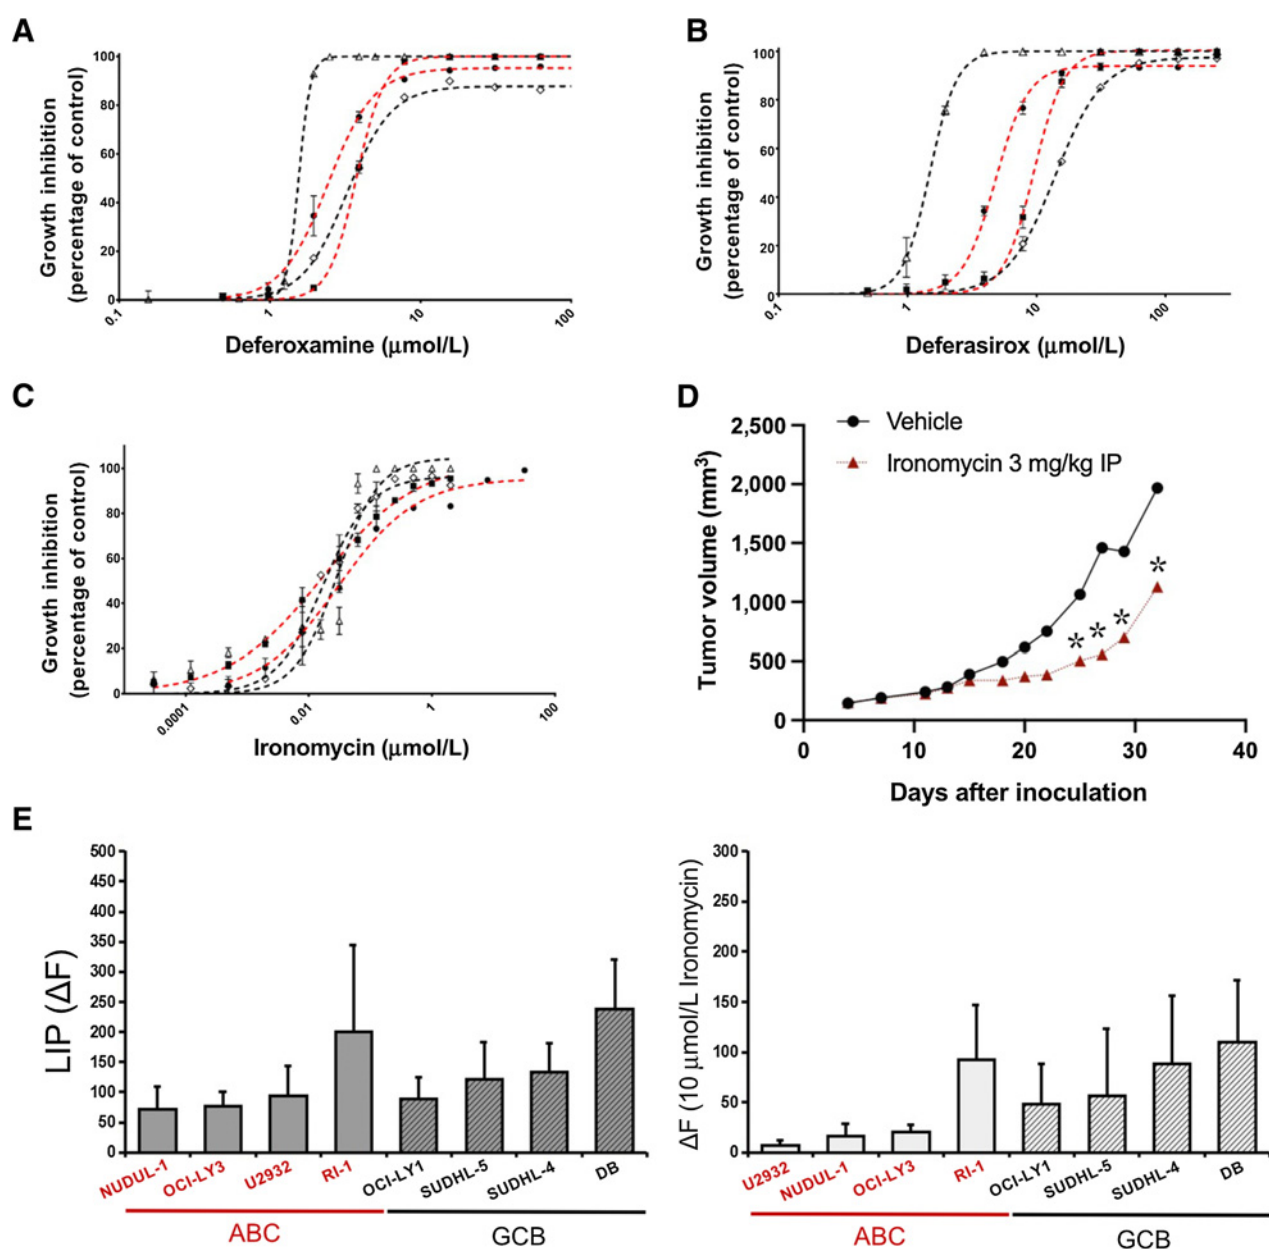 A
Growth inhibition
(percentage of control)
100
80
60
40
20
0
0.1
1
10
100
Deferoxamine (μmol/L)
B
Growth inhibition
(percentage of control)
100
80
60
40
20
0
0.1
1
10
100
Deferasirox (μmol/L)
C
Growth inhibition
(percentage of control)
100
80
60
40
20
0
0.0001
0.01
1
100
Ironomycin (μmol/L)
D
Vehicle
Ironomycin 3 mg/kg IP
Tumor volume (mm³)
2,500
2,000
1,500
1,000
500
0
* * * *
0
10
20
30
40
Days after inoculation
E
LIP (ΔF)
500
450
400
350
300
250
200
150
100
50
0
NUDUL-1
OCI-LY3
U2932
RI-1
OCI-LY1
SUDHL-5
SUDHL-4
DB
ABC
GCB
ΔF (10 μmol/L Ironomycin)
300
250
200
150
100
50
0
U2932
NUDUL-1
OCI-LY3
RI-1
OCI-LY1
SUDHL-5
SUDHL-4
DB
ABC
GCB